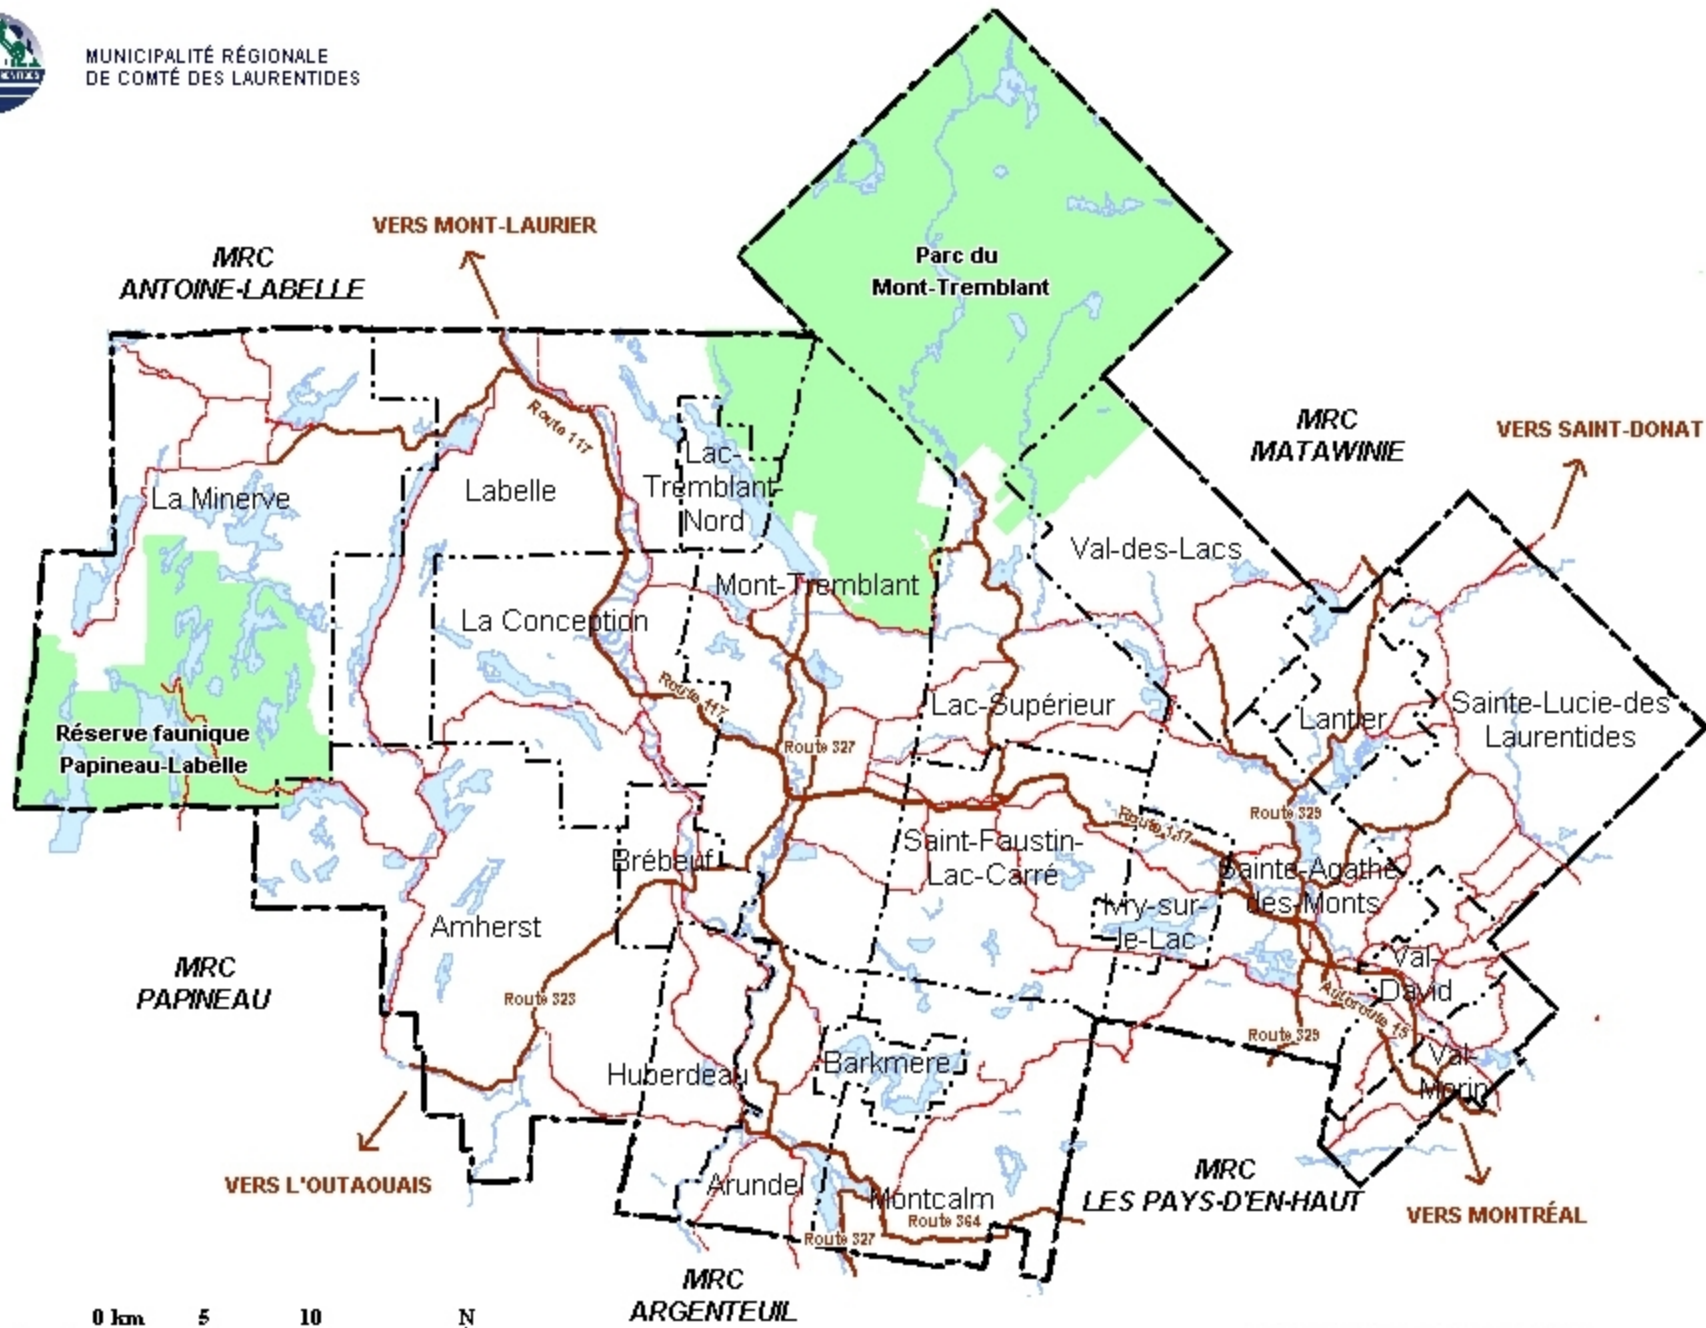 MUNICIPALITÉ RÉGIONALE
DE COMTÉ DES LAURENTIDES
VERS MONT-LAURIER
MRC
ANTOINE-LABELLE
Parc du
Mont-Tremblant
MRC
MATAWINIE
VERS SAINT-DONAT
Route 117
La Minerve
Labelle
Lac-
Tremblant-
Nord
Val-des-Lacs
Mont-Tremblant
La Conception
Route 117
Réserve faunique
Papineau-Labelle
Route 327
Lac-Supérieur
Lantier
Sainte-Lucie-des
Laurentides
Route 329
Route 117
Brébeuf
Saint-Faustin-
Lac-Carré
Sainte-Agathe
des-Monts
Ivry-sur-
le-Lac
Amherst
Val-
David
MRC
PAPINEAU
Route 323
Autoroute 15
Route 329
Huberdeau
Barkmere
Val-
Morin
VERS L'OUTAOUAIS
Arundel
Montcalm
Route 364
Route 327
MRC
LES PAYS-D'EN-HAUT
VERS MONTRÉAL
MRC
ARGENTEUIL
0 km 5 10 N